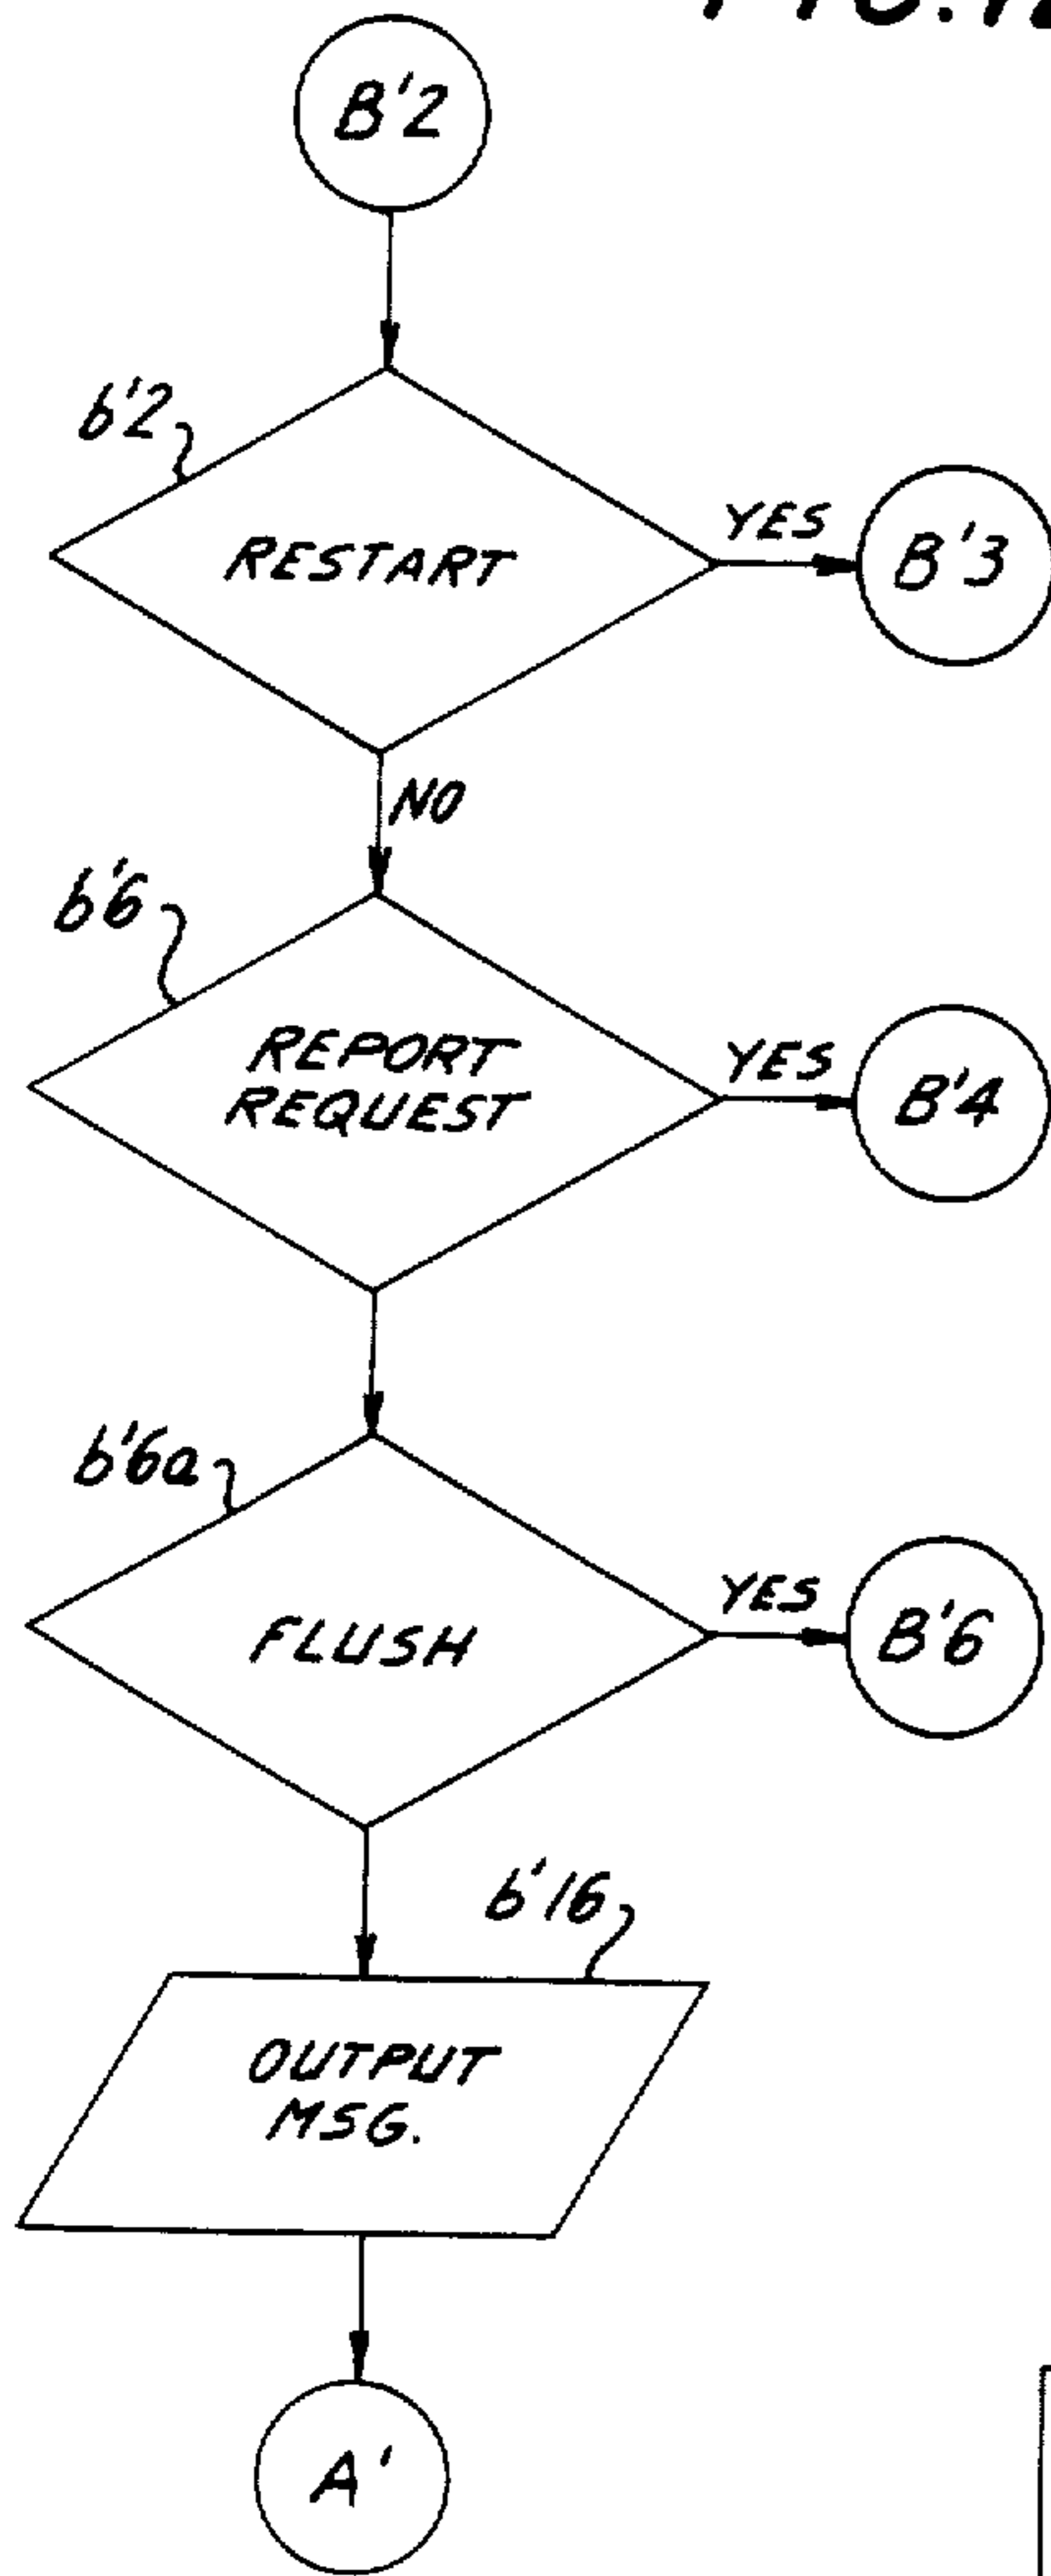 B'2
b'2
RESTART
YES
B'3
NO
b'6
REPORT
REQUEST
YES
B'4
b'6a
FLUSH
YES
B'6
b'16
OUTPUT
MSG.
A'